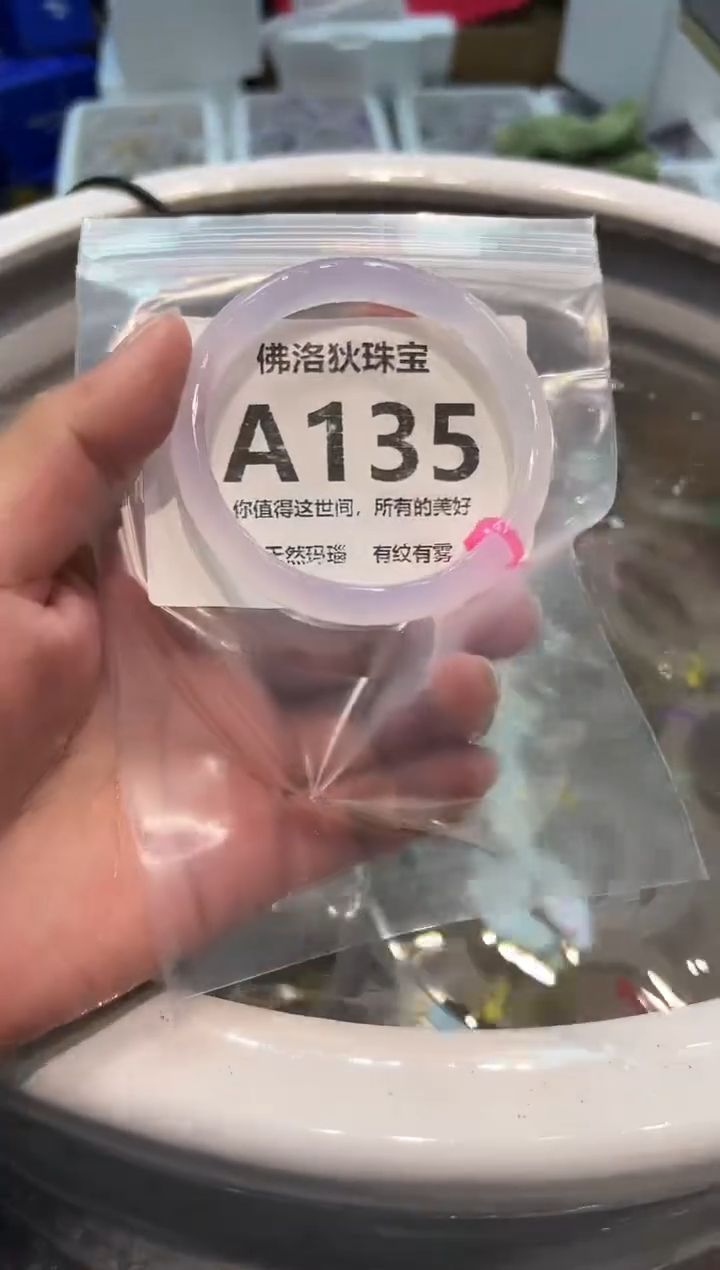 佛洛狄珠宝
A135
你值得这世间，所有的美好
天然玛瑙 有纹有雾